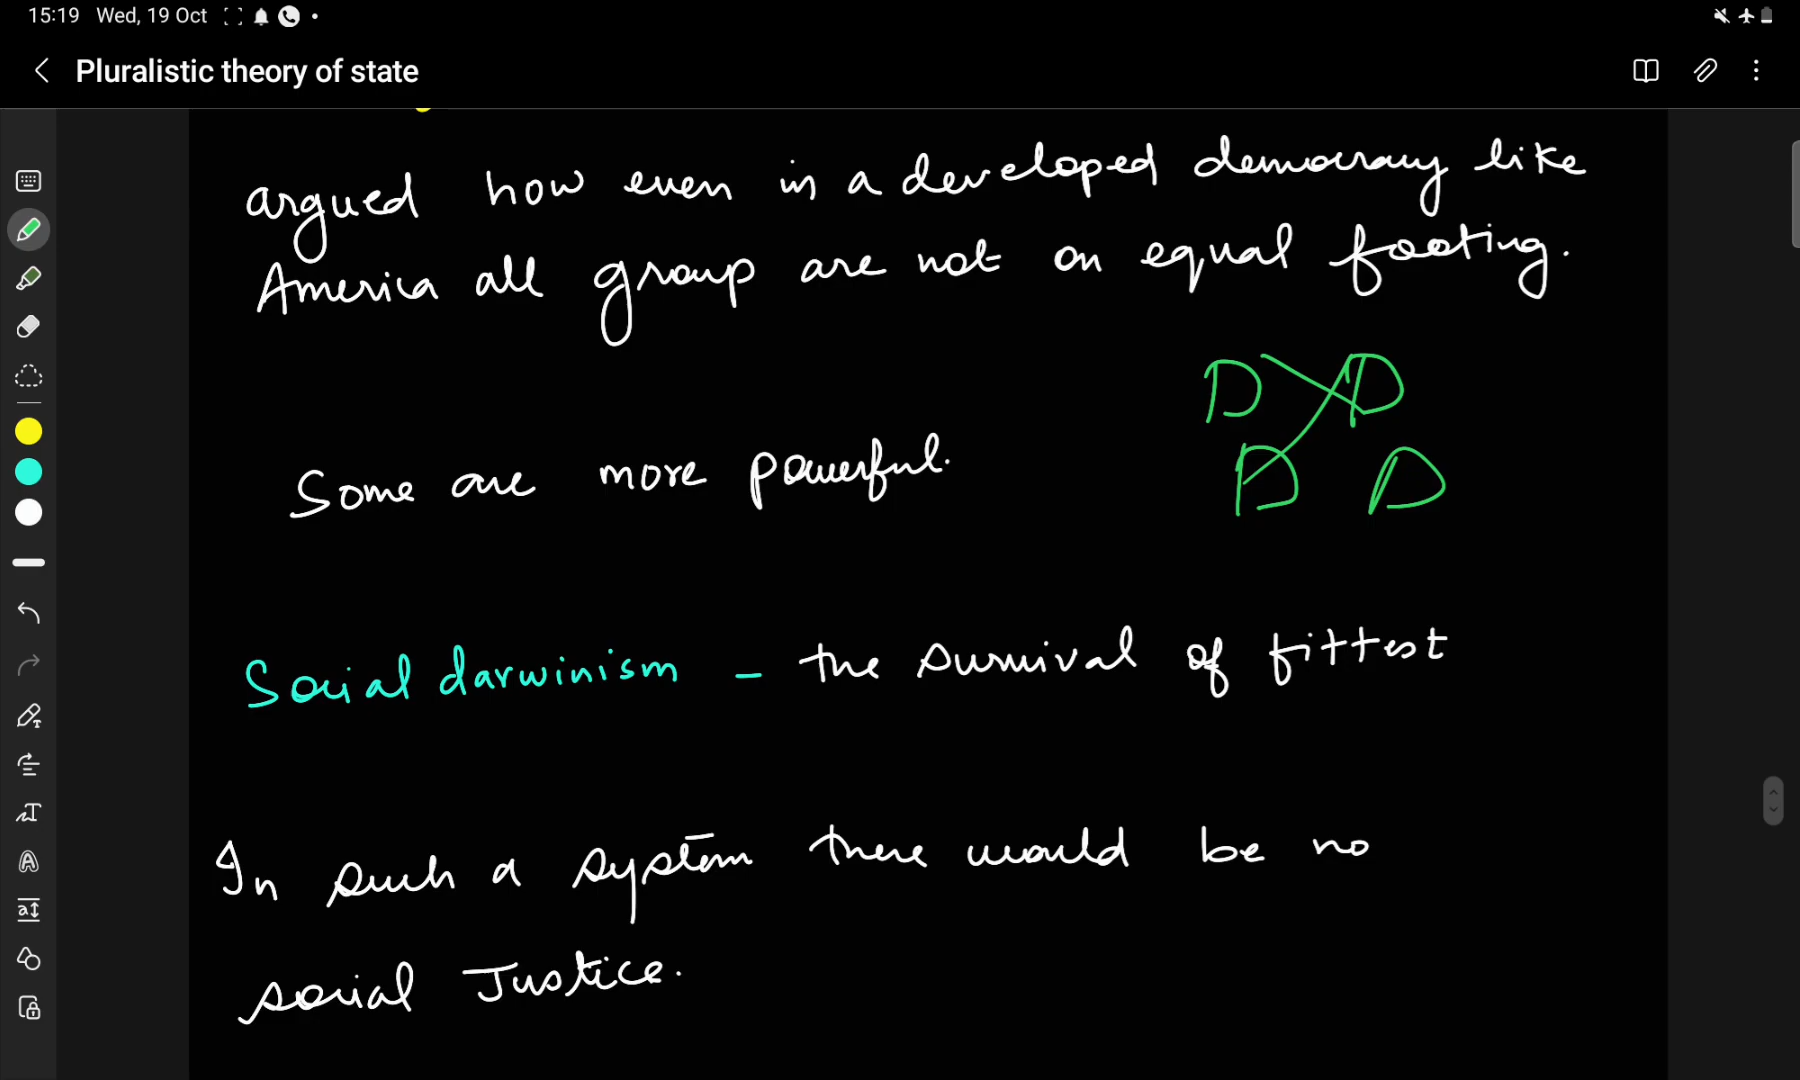 15:19 Wed, 19 Oct
Pluralistic theory of state
argued how even in a developed democracy like
America all group are not on equal footing.
D D
Some are more powerful.
D D
Social darwinism - the survival of fittest
In such a system there would be no
social Justice.